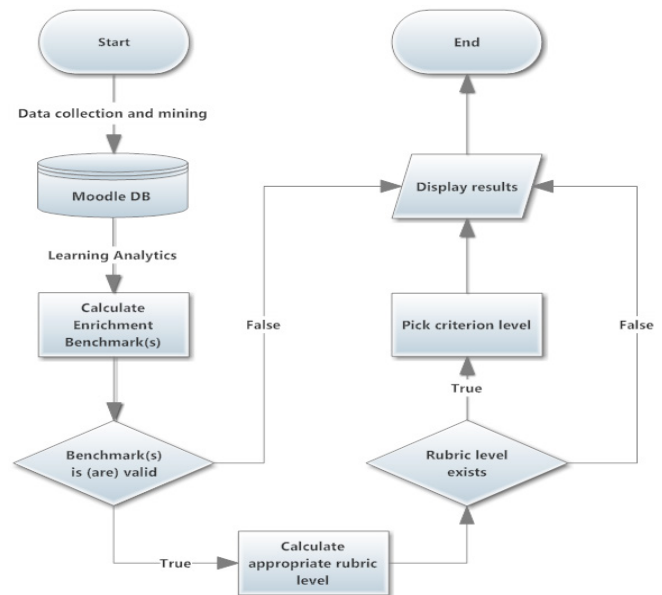 Start
Data collection and mining
Moodle DB
Learning Analytics
Calculate
Enrichment
Benchmark(s)
Benchmark(s)
is (are) valid
False
True
Calculate
appropriate rubric
level
Rubric level
exists
True
False
Pick criterion level
Display results
End